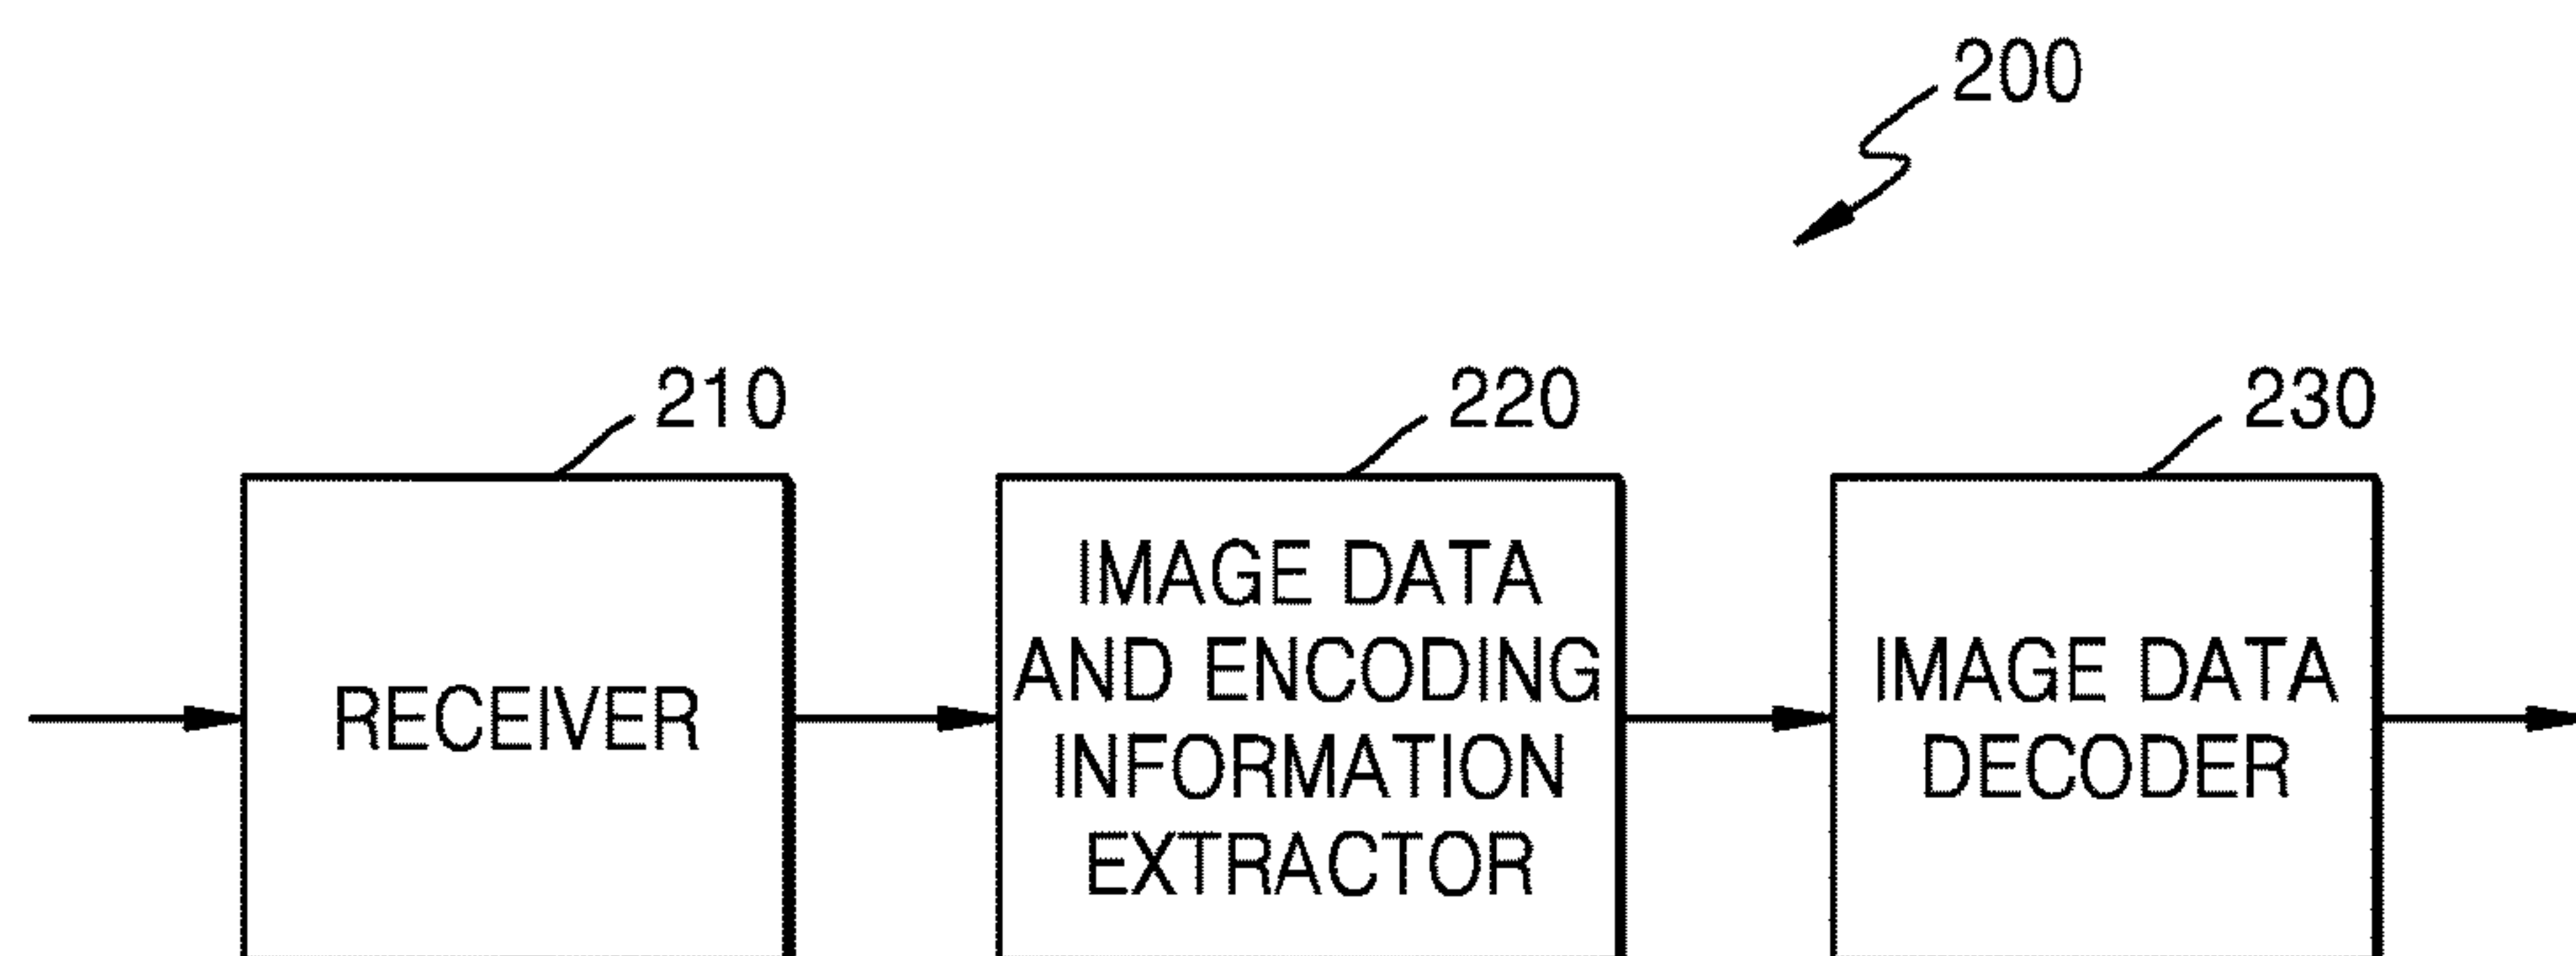 200
210
220
230
RECEIVER
IMAGE DATA
AND ENCODING
INFORMATION
EXTRACTOR
IMAGE DATA
DECODER